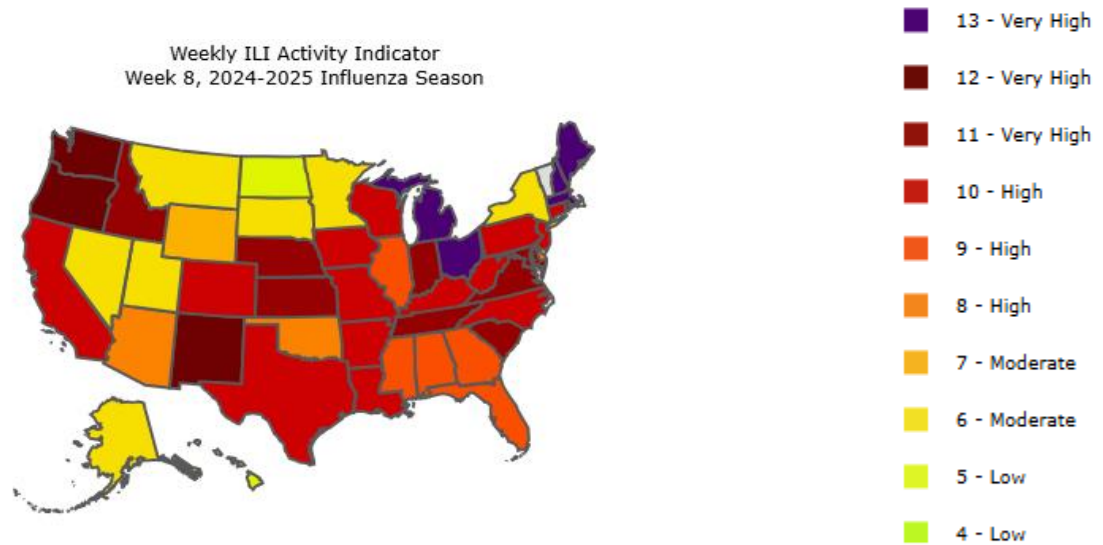 Weekly ILI Activity Indicator
Week 8, 2024-2025 Influenza Season
13 - Very High
12 - Very High
11 - Very High
10 - High
9 - High
8 - High
7 - Moderate
6 - Moderate
5 - Low
4 - Low